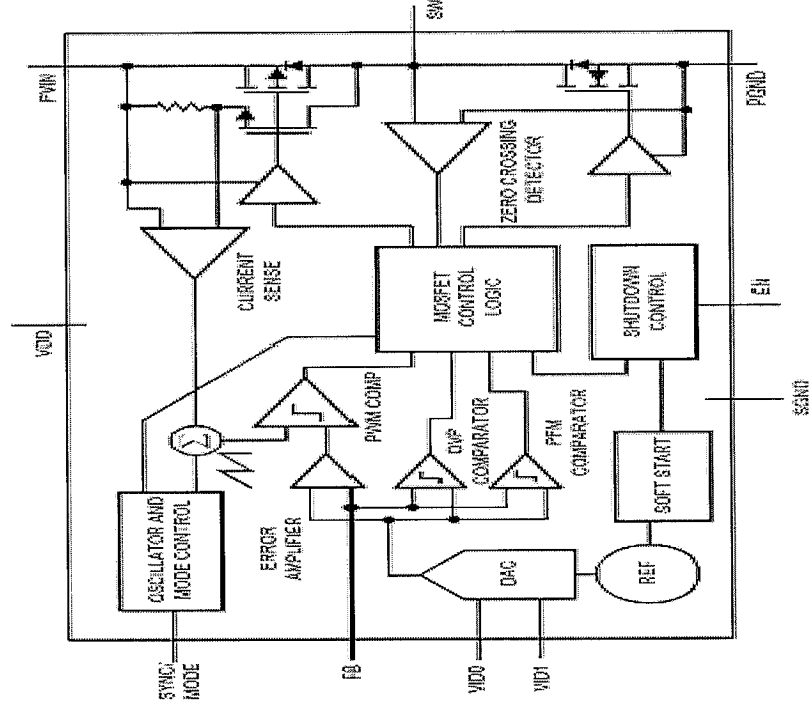 VDD
PVIN
SW
PGND
EN
SGND
SYNC/
MODE
FB
VID0
VID1
OSCILLATOR AND
MODE CONTROL
Σ
CURRENT
SENSE
ZERO CROSSING
DETECTOR
PWM COMP
ERROR
AMPLIFIER
OVP
COMPARATOR
PFM
COMPARATOR
MOSFET
CONTROL
LOGIC
SHUTDOWN
CONTROL
SOFT START
DAC
REF